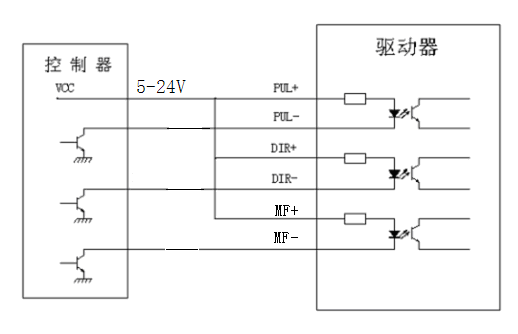 驱动器
控制器
VCC
5-24V
PUL+
PUL-
DIR+
DIR-
MF+
MF-